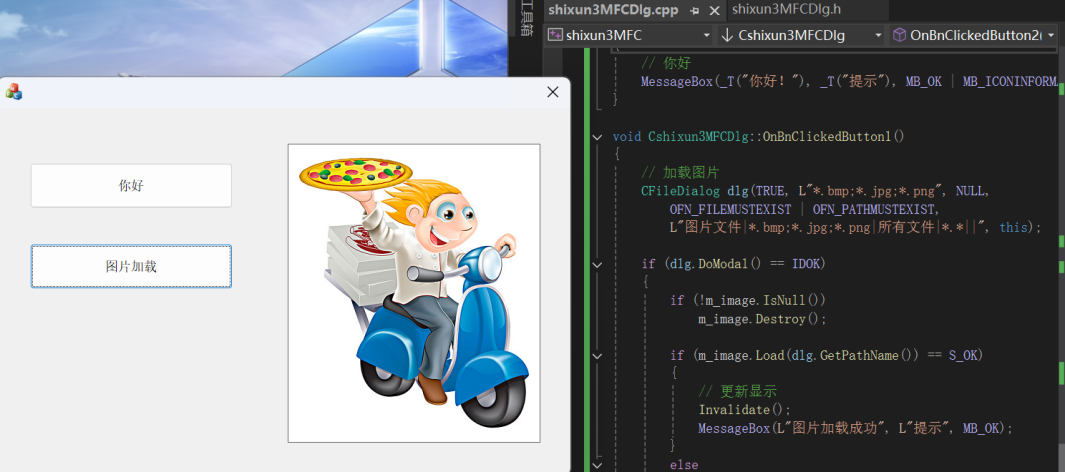 你好
图片加载
工具箱
shixun3MFCDlg.cpp
shixun3MFCDlg.h
shixun3MFC
Cshixun3MFCDlg
OnBnClickedButton2(
{
// 你好
MessageBox(_T("你好！"), _T("提示"), MB_OK | MB_ICONINFORM
}
void Cshixun3MFCDlg::OnBnClickedButton1()
{
// 加载图片
CFileDialog dlg(TRUE, L"*.bmp;*.jpg;*.png", NULL,
OFN_FILEMUSTEXIST | OFN_PATHMUSTEXIST,
L"图片文件|*.bmp;*.jpg;*.png|所有文件|*.*||", this);
if (dlg.DoModal() == IDOK)
{
if (!m_image.IsNull())
m_image.Destroy();
if (m_image.Load(dlg.GetPathName()) == S_OK)
{
// 更新显示
Invalidate();
MessageBox(L"图片加载成功", L"提示", MB_OK);
}
else